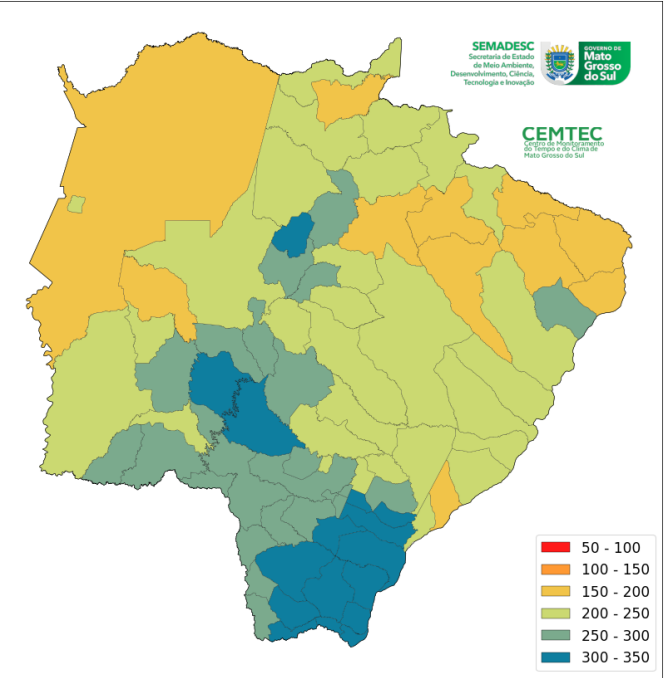 SEMADESC
Secretaria de Estado
de Meio Ambiente,
Desenvolvimento, Ciência,
Tecnologia e Inovação
GOVERNO DE
Mato
Grosso
do Sul
CEMTEC
Centro de Monitoramento
do Tempo e do Clima de
Mato Grosso do Sul
50 - 100
100 - 150
150 - 200
200 - 250
250 - 300
300 - 350